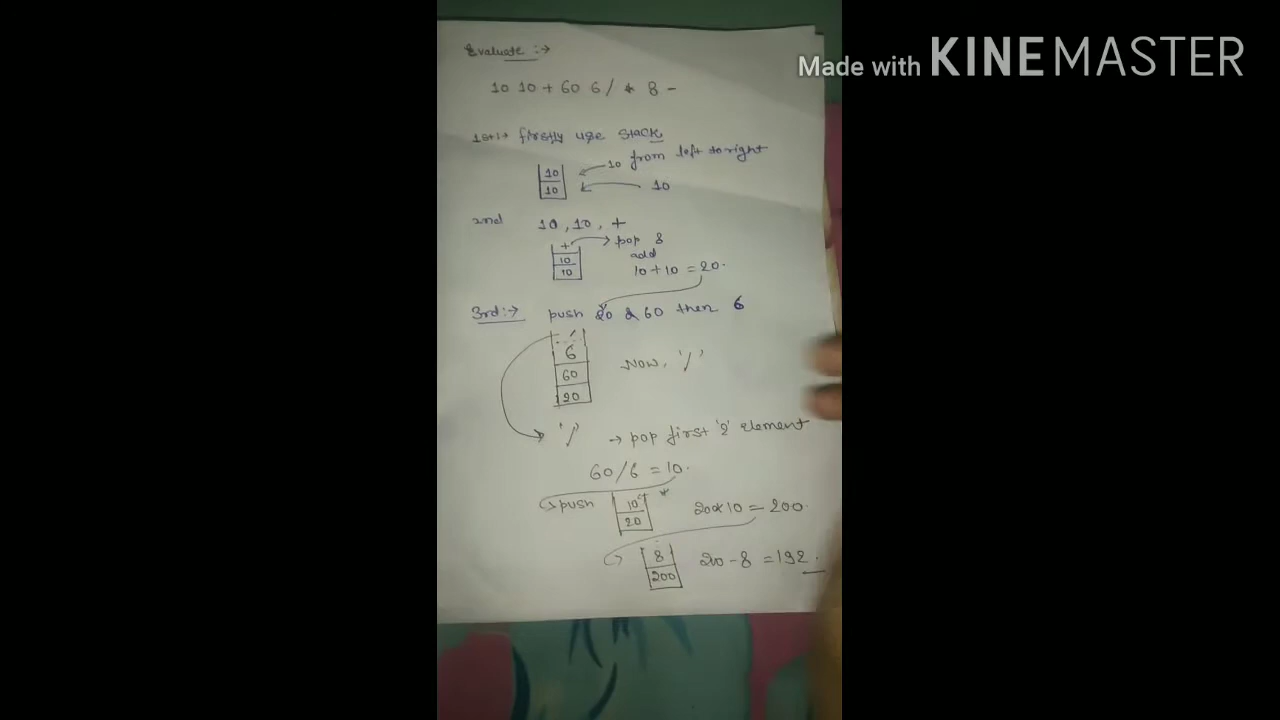 Made with KINEMASTER
Evaluate :→
10 10 + 60 6 / * 8 -
1st :→ firstly use stack
from left to right
10
10
10
10
2nd 10, 10, +
+
10
10
pop &
add
10 + 10 = 20.
3rd :→ push 20 & 60 then 6
/
6
60
20
Now, '/'
'/' → pop first '2' element
60/6 = 10.
push
10
20
*
20*10 = 200.
8
200
20 - 8 = 192.